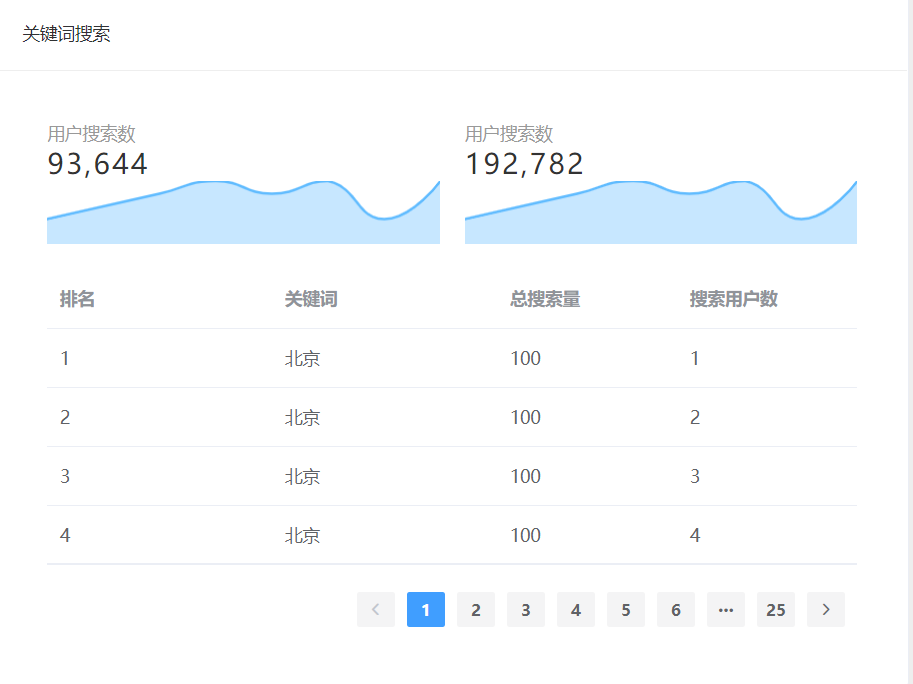 关键词搜索
用户搜索数 用户搜索数
93,644 192,782
排名 关键词 总搜索量 搜索用户数
1 北京 100 1
2 北京 100 2
3 北京 100 3
4 北京 100 4
1 2 3 4 5 6 ··· 25